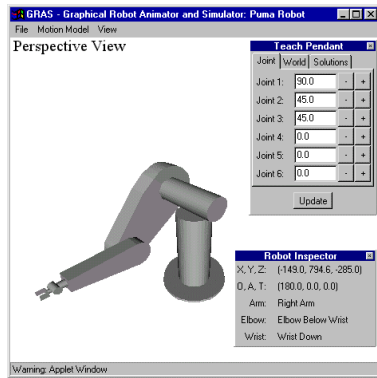 GRAS - Graphical Robot Animator and Simulator: Puma Robot
File Motion Model View
Perspective View
Teach Pendant
Joint World Solutions
Joint 1: 90.0 - +
Joint 2: 45.0 - +
Joint 3: 45.0 - +
Joint 4: 0.0 - +
Joint 5: 0.0 - +
Joint 6: 0.0 - +
Update
Robot Inspector
X, Y, Z: (-149.0, 794.6, -285.0)
O, A, T: (180.0, 0.0, 0.0)
Arm: Right Arm
Elbow: Elbow Below Wrist
Wrist: Wrist Down
Warning: Applet Window